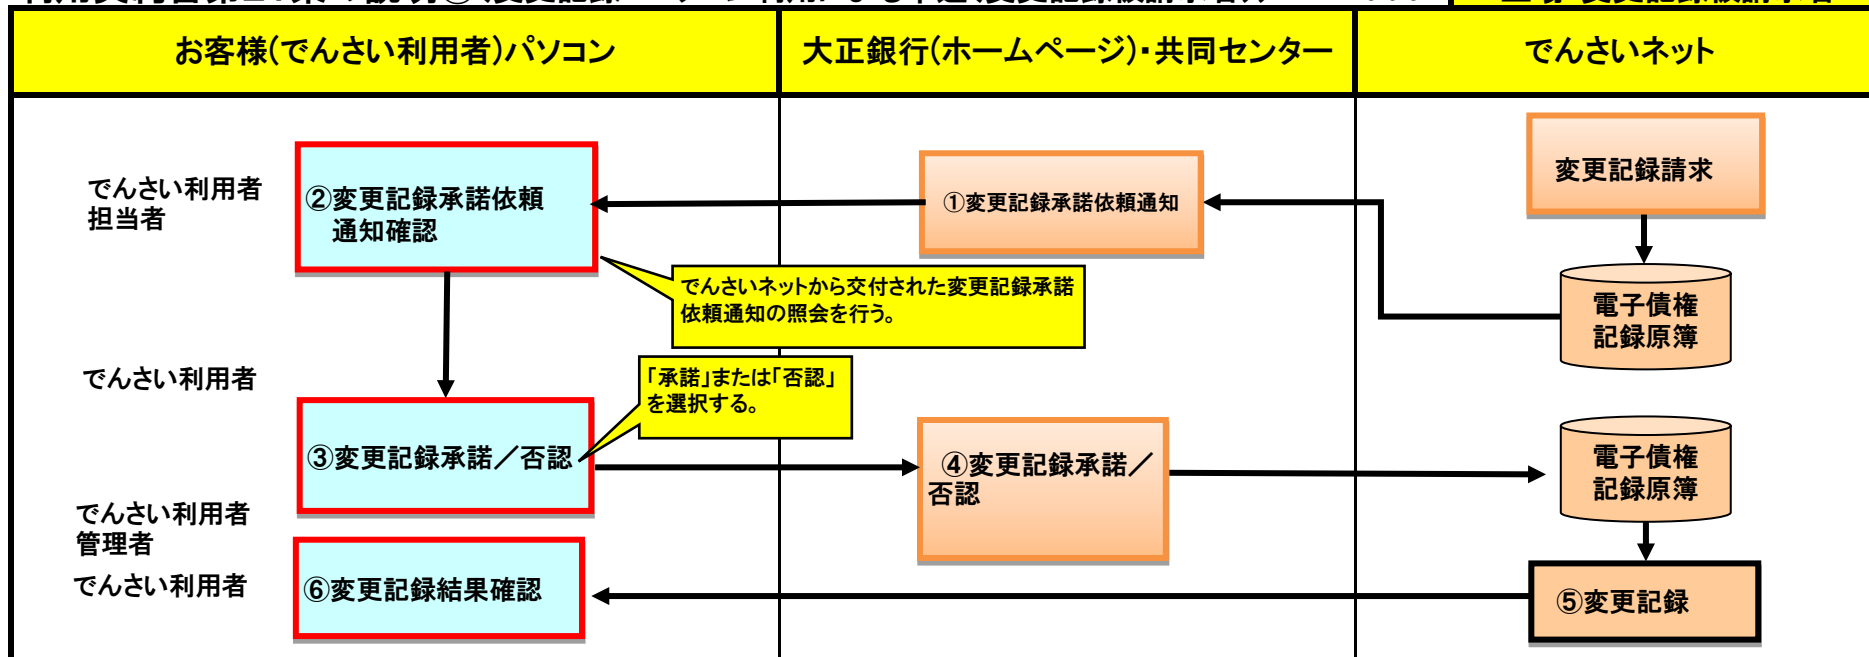 お客様(でんさい利用者)パソコン
大正銀行(ホームページ)・共同センター
でんさいネット
でんさい利用者
担当者
②変更記録承諾依頼
通知確認
①変更記録承諾依頼通知
変更記録請求
でんさいネットから交付された変更記録承諾
依頼通知の照会を行う。
電子債権
記録原簿
でんさい利用者
「承諾」または「否認」
を選択する。
③変更記録承諾／否認
④変更記録承諾／
否認
電子債権
記録原簿
でんさい利用者
管理者
でんさい利用者
⑥変更記録結果確認
⑤変更記録